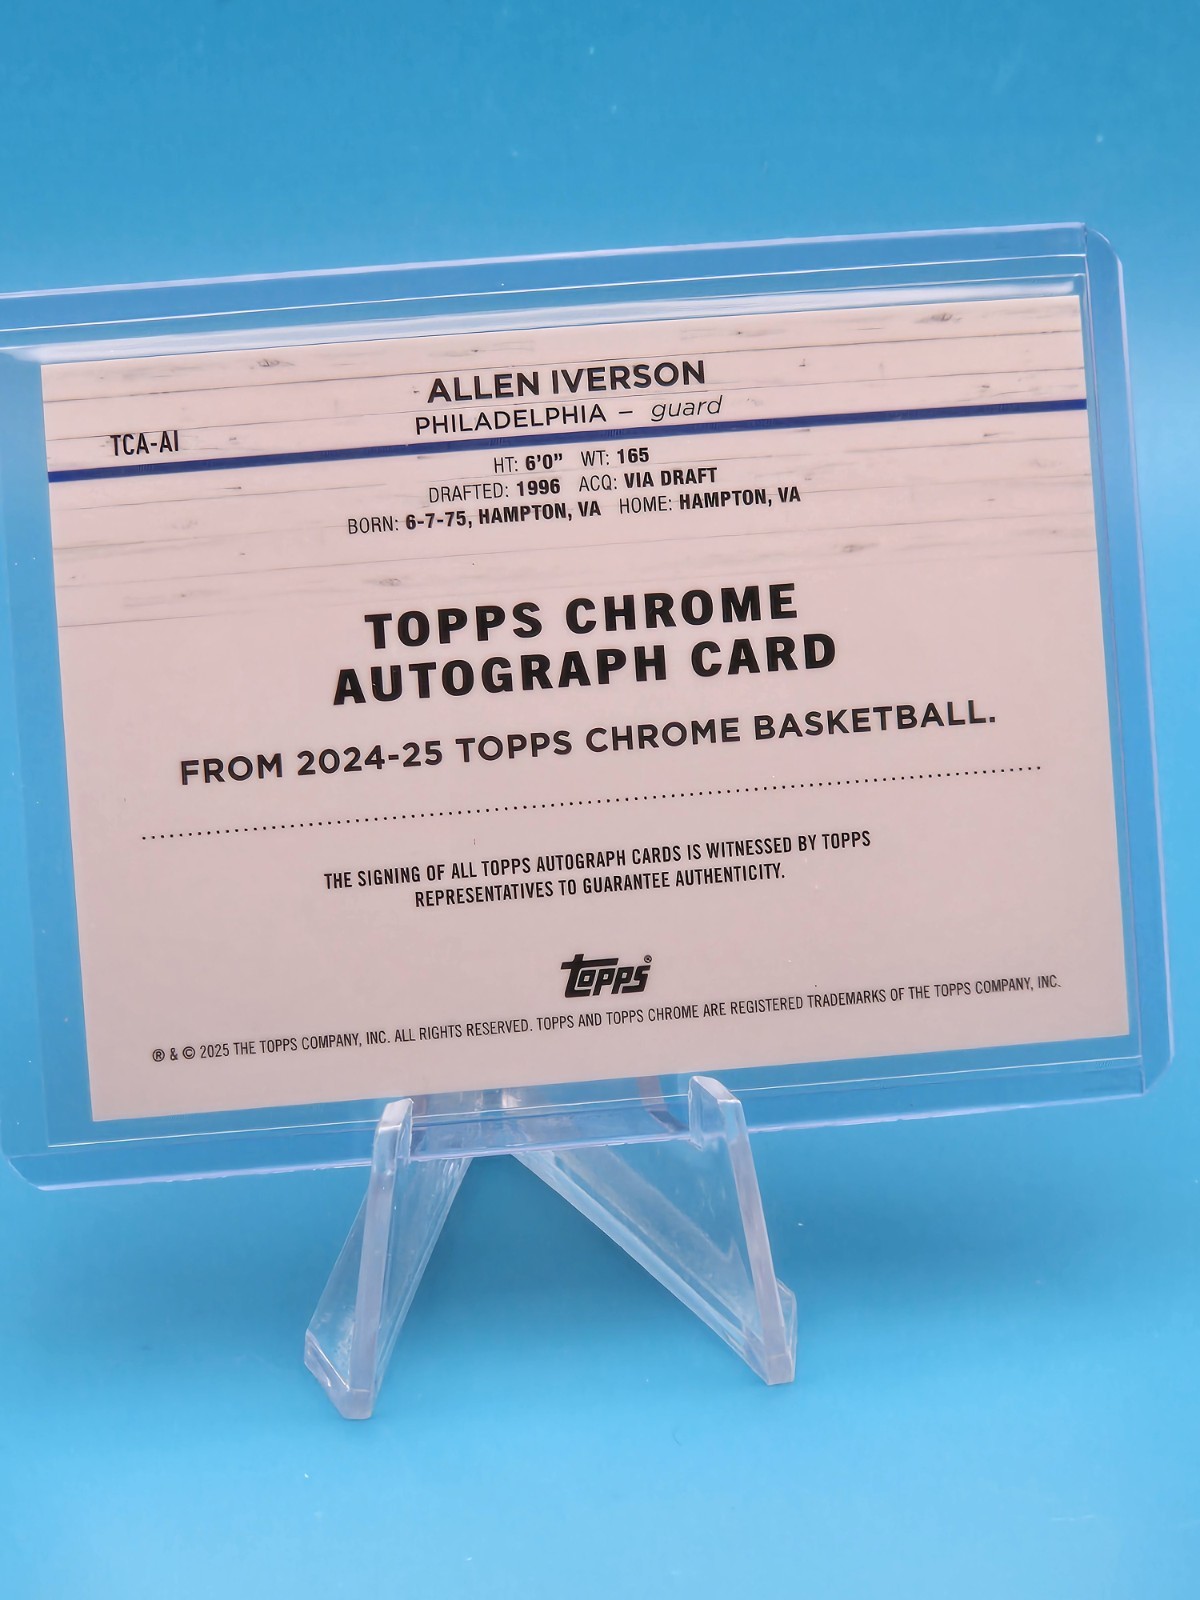 ALLEN IVERSON
PHILADELPHIA – guard
TCA-AI
HT: 6'0" WT: 165
DRAFTED: 1996 ACQ: VIA DRAFT
BORN: 6-7-75, HAMPTON, VA HOME: HAMPTON, VA
TOPPS CHROME
AUTOGRAPH CARD
FROM 2024-25 TOPPS CHROME BASKETBALL.
THE SIGNING OF ALL TOPPS AUTOGRAPH CARDS IS WITNESSED BY TOPPS
REPRESENTATIVES TO GUARANTEE AUTHENTICITY.
topps®
® & © 2025 THE TOPPS COMPANY, INC. ALL RIGHTS RESERVED. TOPPS AND TOPPS CHROME ARE REGISTERED TRADEMARKS OF THE TOPPS COMPANY, INC.